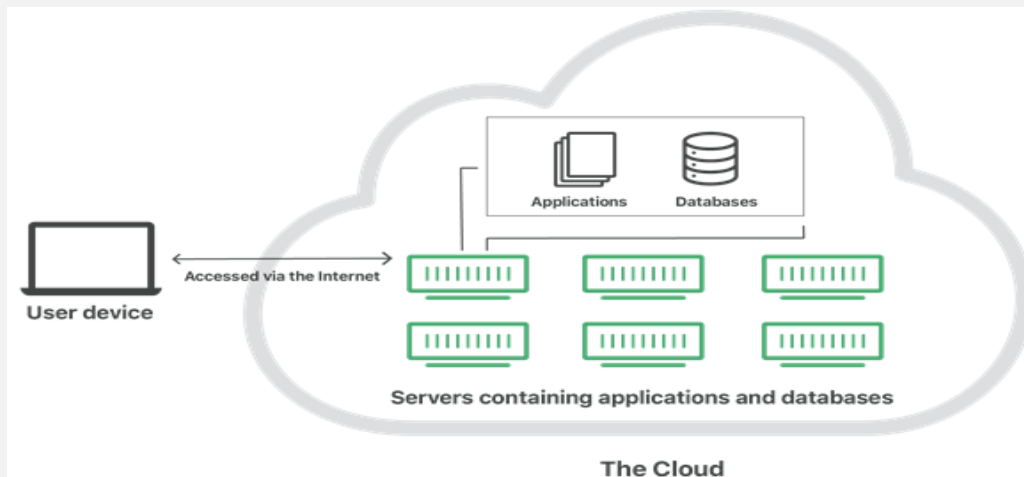 Applications
Databases
Accessed via the Internet
User device
Servers containing applications and databases
The Cloud